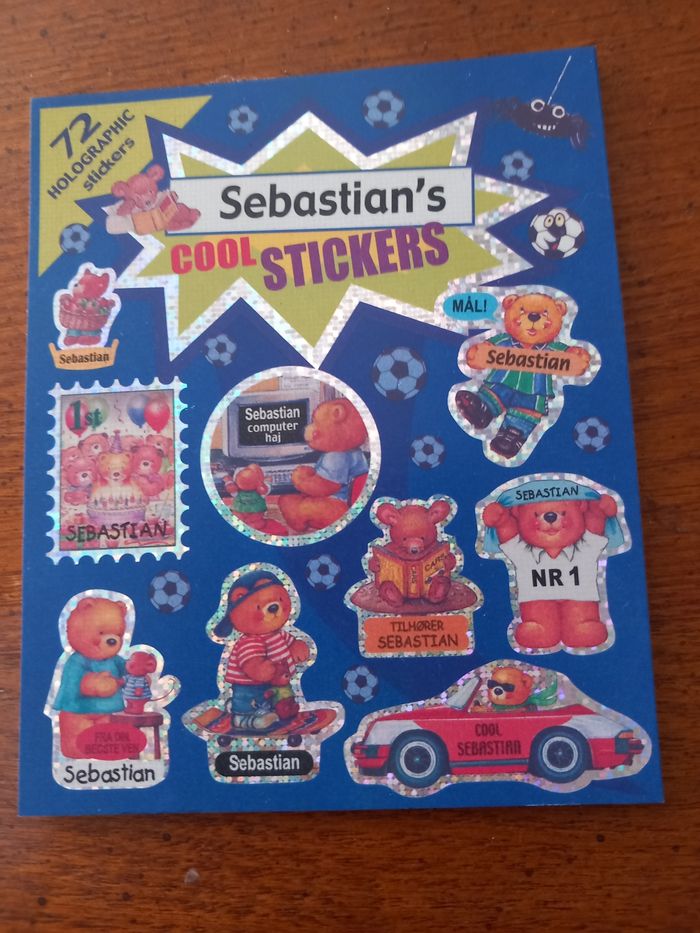 72
HOLOGRAPHIC
stickers
Sebastian's
COOL STICKERS
MÅL!
Sebastian
Sebastian
1st
SEBASTIAN
Sebastian
computer
haj
SEBASTIAN
NR 1
CARS
TILHØRER
SEBASTIAN
FRA DIN
BEDSTE VEN
Sebastian
Sebastian
COOL
SEBASTIAN